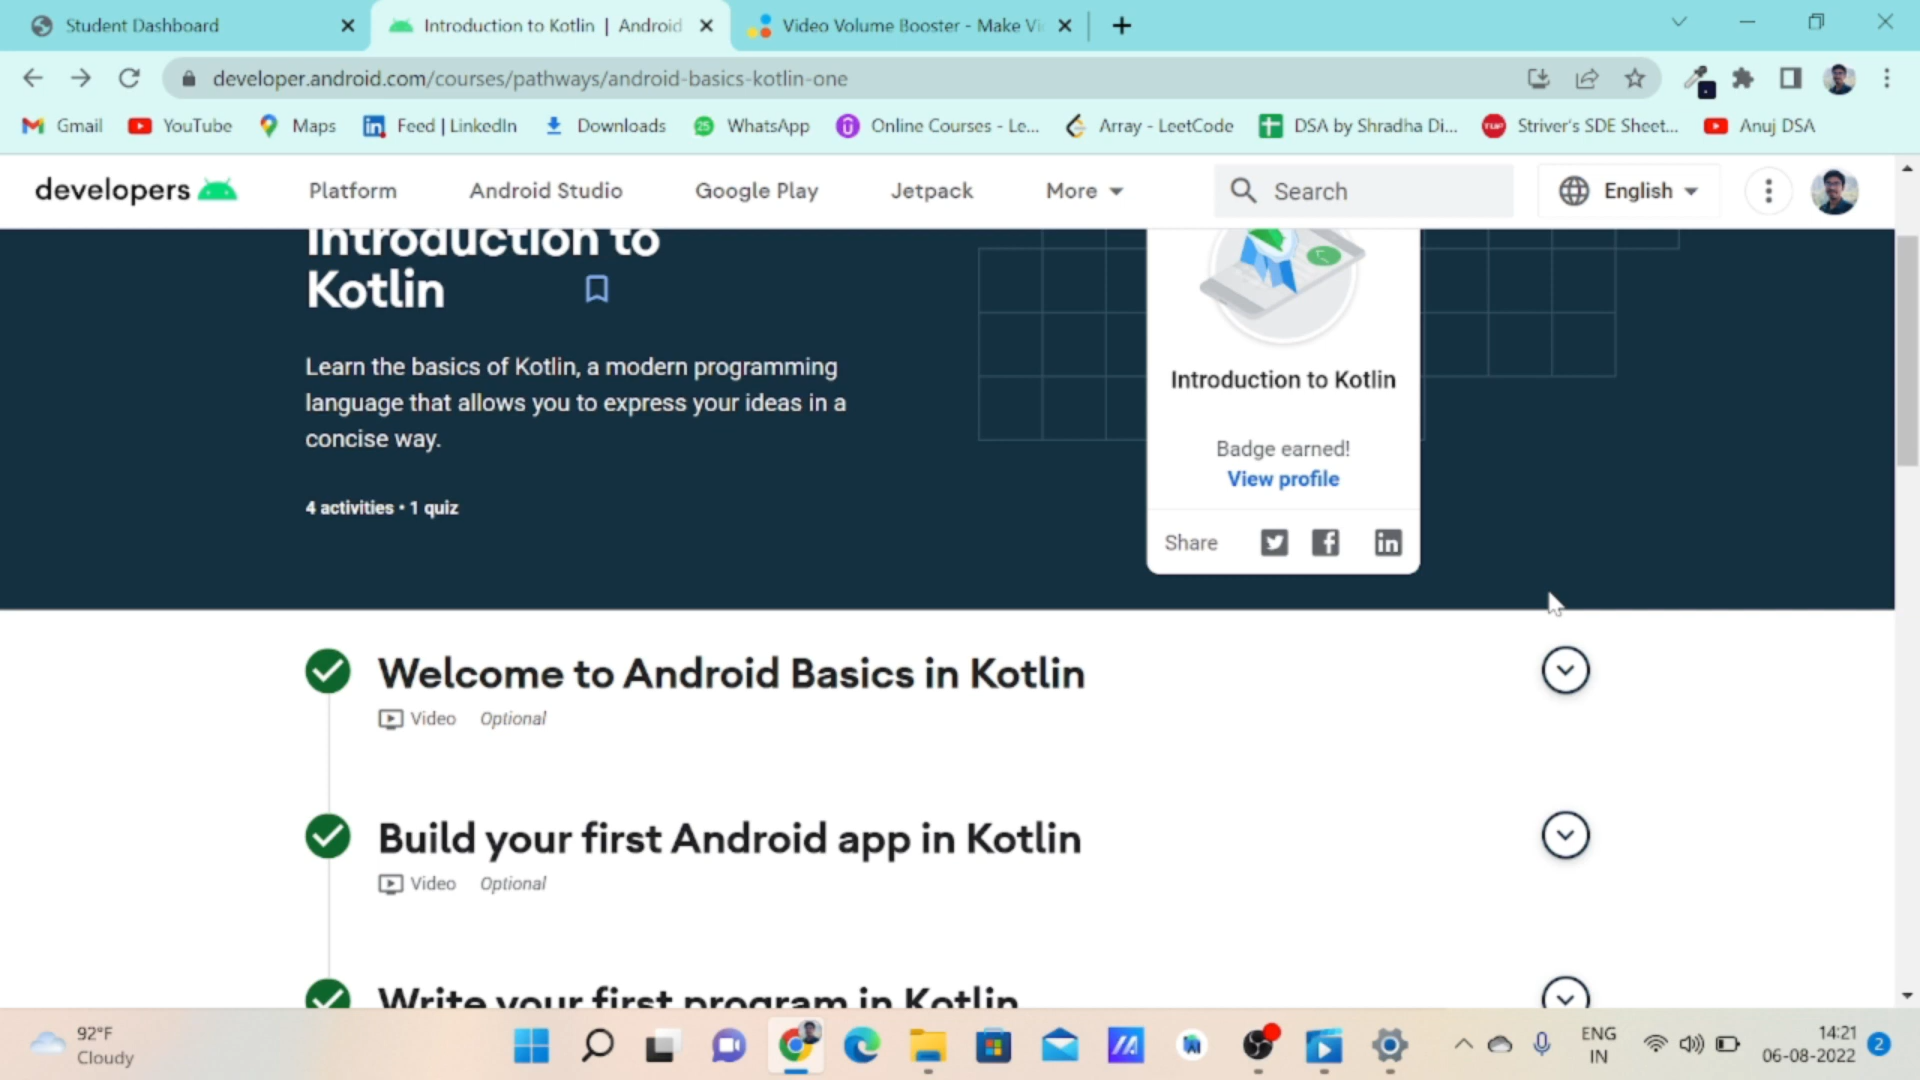 Student Dashboard
Introduction to Kotlin | Android
Video Volume Booster - Make Vi
developer.android.com/courses/pathways/android-basics-kotlin-one
Gmail
YouTube
Maps
Feed | LinkedIn
Downloads
25
WhatsApp
Online Courses - Le...
Array - LeetCode
DSA by Shradha Di...
TUF
Striver's SDE Sheet...
Anuj DSA
developers
Platform
Android Studio
Google Play
Jetpack
More
Search
English
Introduction to
Kotlin
Learn the basics of Kotlin, a modern programming
language that allows you to express your ideas in a
concise way.
4 activities • 1 quiz
Introduction to Kotlin
Badge earned!
View profile
Share
Welcome to Android Basics in Kotlin
Video Optional
Build your first Android app in Kotlin
Video Optional
Write your first program in Kotlin
92°F
Cloudy
ENG
IN
14:21
06-08-2022
2